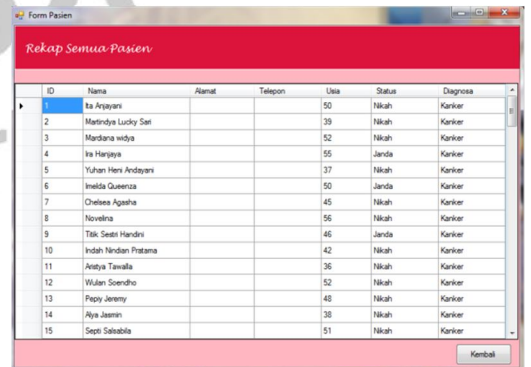 Form Pasien
Rekap Semua Pasien
ID Nama Alamat Telepon Usia Status Diagnosa
1 Ita Anjayani 50 Nikah Kanker
2 Martindya Lucky Sari 39 Nikah Kanker
3 Mardiana widya 52 Nikah Kanker
4 Ira Hanjaya 55 Janda Kanker
5 Yuhan Heni Andayani 37 Nikah Kanker
6 Imelda Queenza 50 Janda Kanker
7 Chelsea Agasha 45 Nikah Kanker
8 Novelina 56 Nikah Kanker
9 Titik Sestri Handini 46 Janda Kanker
10 Indah Nindian Pratama 42 Nikah Kanker
11 Aristya Tawalla 36 Nikah Kanker
12 Wulan Soendho 52 Nikah Kanker
13 Pepiy Jeremy 48 Nikah Kanker
14 Alya Jasmin 38 Nikah Kanker
15 Septi Salsabila 51 Nikah Kanker
Kembali